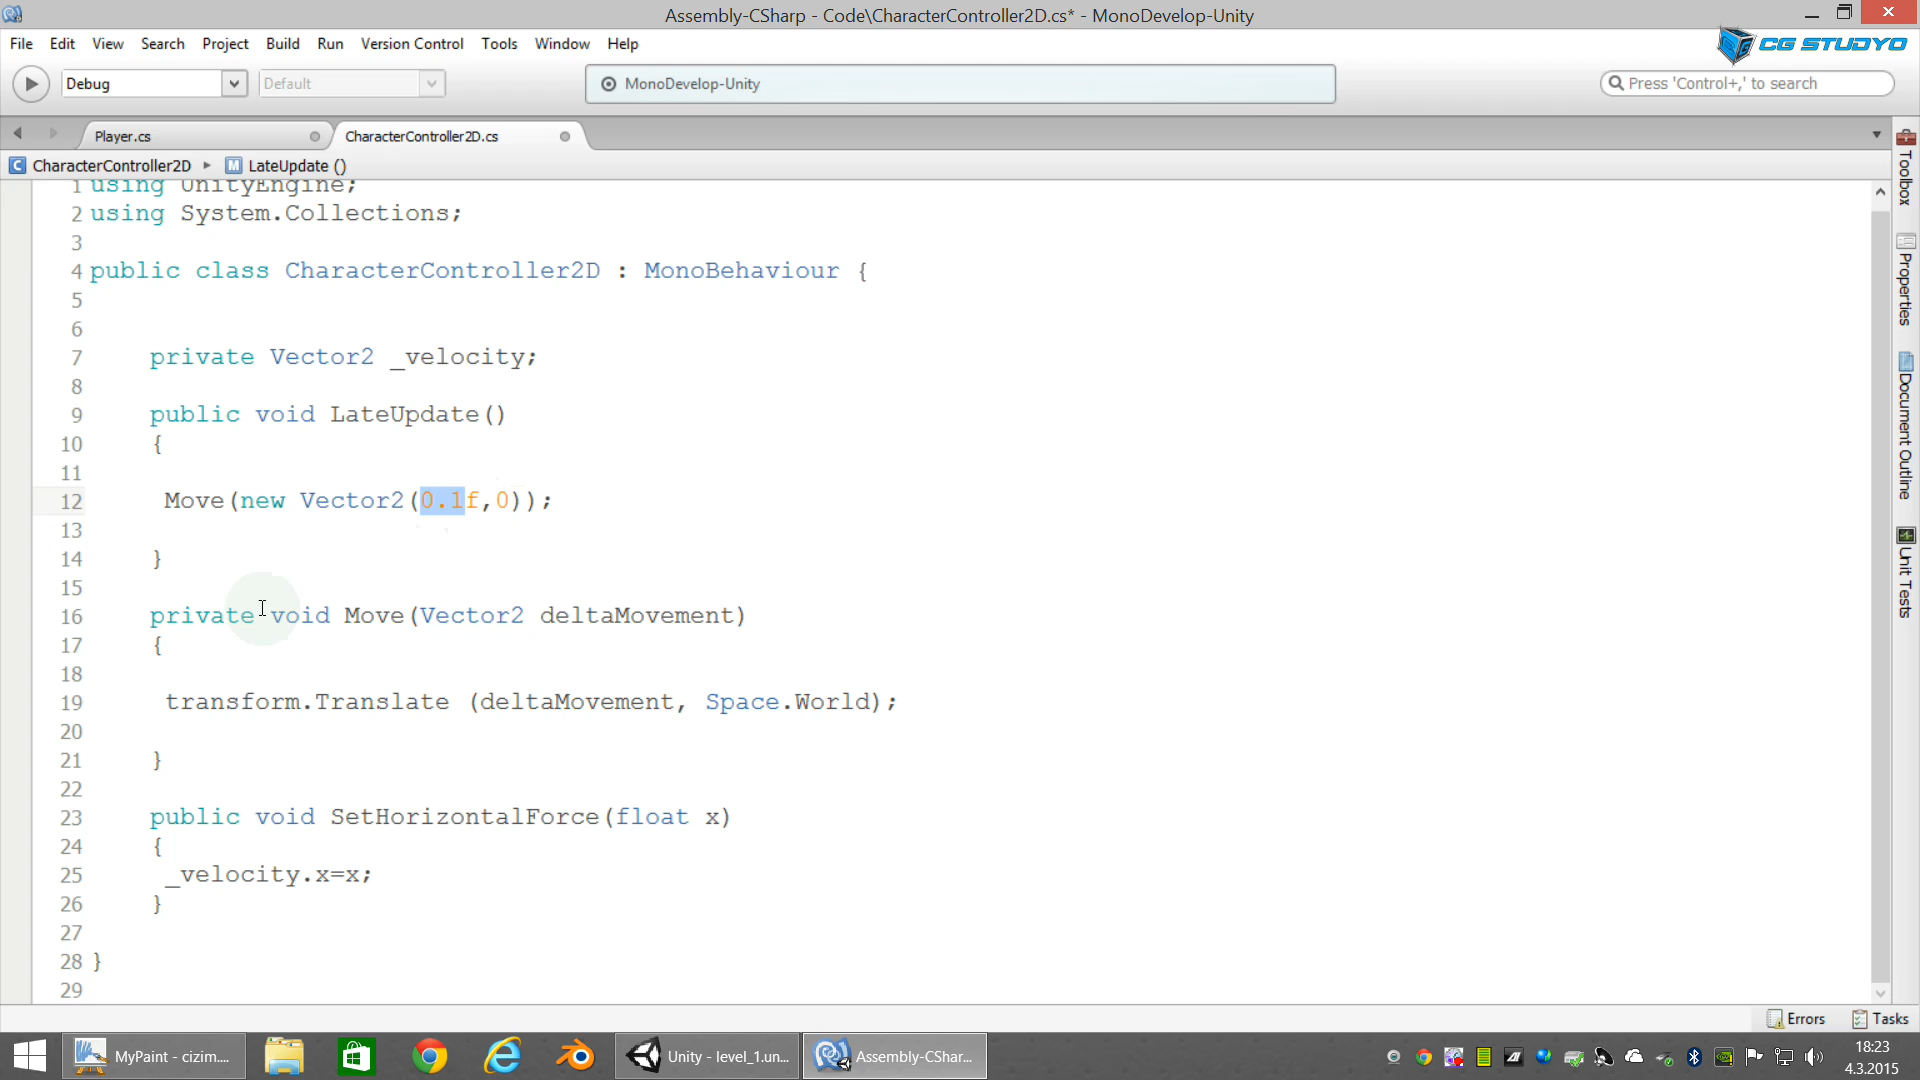 Assembly-CSharp - Code\CharacterController2D.cs* - MonoDevelop-Unity
File Edit View Search Project Build Run Version Control Tools Window Help
CG STUDYO
Debug Default MonoDevelop-Unity Press 'Control+,' to search
Player.cs CharacterController2D.cs
CharacterController2D LateUpdate ()
1 using UnityEngine;
2 using System.Collections;
3
4 public class CharacterController2D : MonoBehaviour {
5
6
7 private Vector2 _velocity;
8
9 public void LateUpdate()
10 {
11
12 Move(new Vector2(0.1f,0));
13
14 }
15
16 private void Move(Vector2 deltaMovement)
17 {
18
19 transform.Translate (deltaMovement, Space.World);
20
21 }
22
23 public void SetHorizontalForce(float x)
24 {
25 _velocity.x=x;
26 }
27
28 }
29
Toolbox
Properties
Document Outline
Unit Tests
Errors Tasks
MyPaint - cizim.... Unity - level_1.un... Assembly-CShar...
18:23
4.3.2015